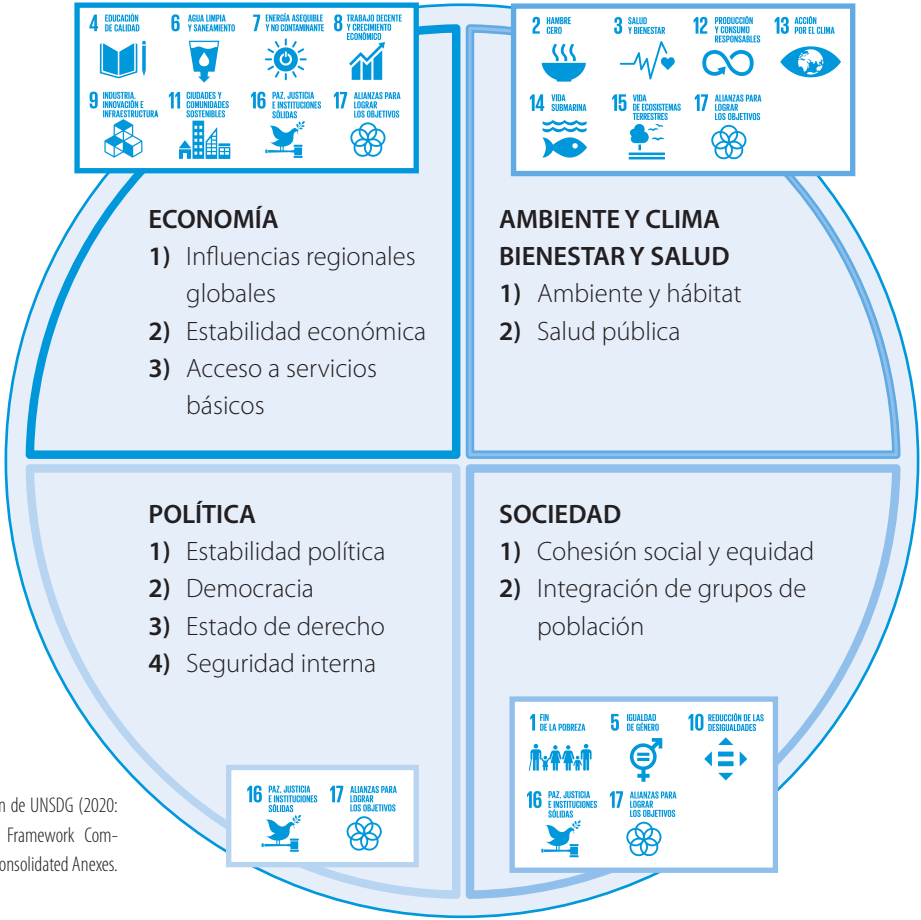 4 EDUCACIÓN
DE CALIDAD
6 AGUA LIMPIA
Y SANEAMIENTO
7 ENERGÍA ASEQUIBLE
Y NO CONTAMINANTE
8 TRABAJO DECENTE
Y CRECIMIENTO
ECONÓMICO
9 INDUSTRIA,
INNOVACIÓN E
INFRAESTRUCTURA
11 CIUDADES Y
COMUNIDADES
SOSTENIBLES
16 PAZ, JUSTICIA
E INSTITUCIONES
SÓLIDAS
17 ALIANZAS PARA
LOGRAR
LOS OBJETIVOS
2 HAMBRE
CERO
3 SALUD
Y BIENESTAR
12 PRODUCCIÓN
Y CONSUMO
RESPONSABLES
13 ACCIÓN
POR EL CLIMA
14 VIDA
SUBMARINA
15 VIDA
DE ECOSISTEMAS
TERRESTRES
17 ALIANZAS PARA
LOGRAR
LOS OBJETIVOS
ECONOMÍA
1) Influencias regionales
globales
2) Estabilidad económica
3) Acceso a servicios
básicos
AMBIENTE Y CLIMA
BIENESTAR Y SALUD
1) Ambiente y hábitat
2) Salud pública
POLÍTICA
1) Estabilidad política
2) Democracia
3) Estado de derecho
4) Seguridad interna
SOCIEDAD
1) Cohesión social y equidad
2) Integración de grupos de
población
16 PAZ, JUSTICIA
E INSTITUCIONES
SÓLIDAS
17 ALIANZAS PARA
LOGRAR
LOS OBJETIVOS
1 FIN
DE LA POBREZA
5 IGUALDAD
DE GÉNERO
10 REDUCCIÓN DE LAS
DESIGUALDADES
16 PAZ, JUSTICIA
E INSTITUCIONES
SÓLIDAS
17 ALIANZAS PARA
LOGRAR
LOS OBJETIVOS
n de UNSDG (2020:
Framework Com-
onsolidated Anexes.